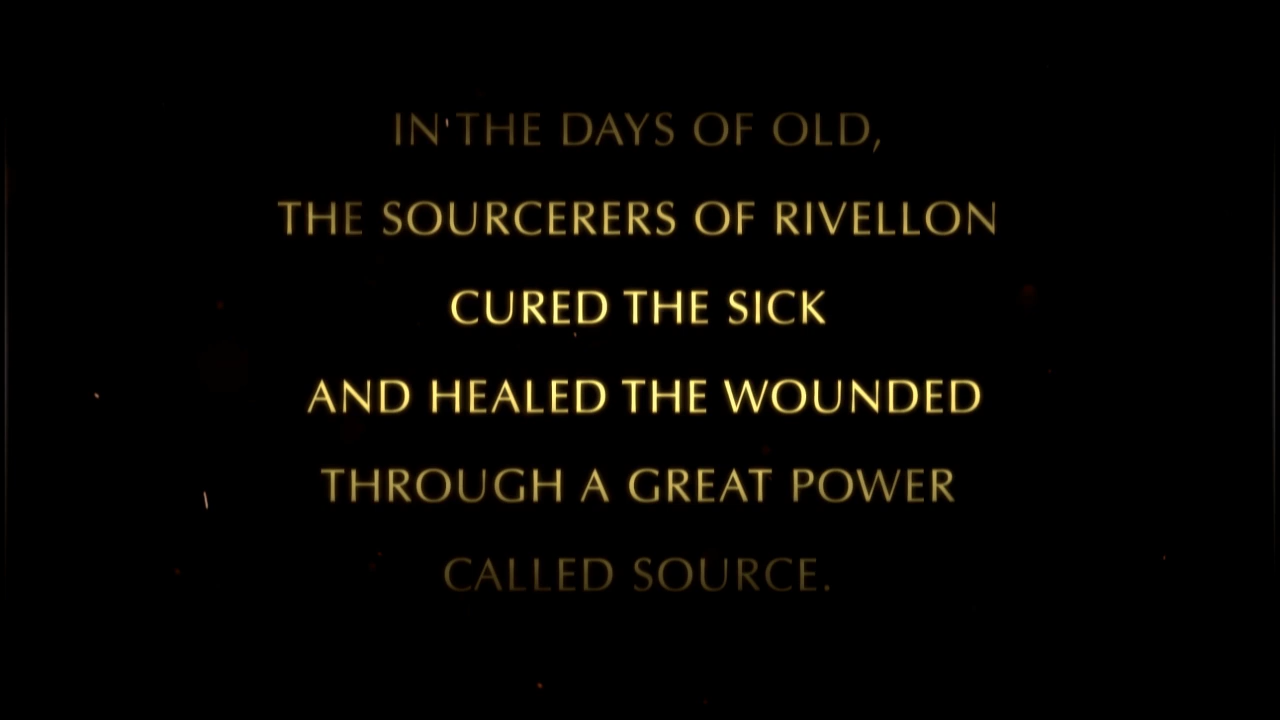 IN THE DAYS OF OLD,
THE SOURCERERS OF RIVELLON
CURED THE SICK
AND HEALED THE WOUNDED
THROUGH A GREAT POWER
CALLED SOURCE.